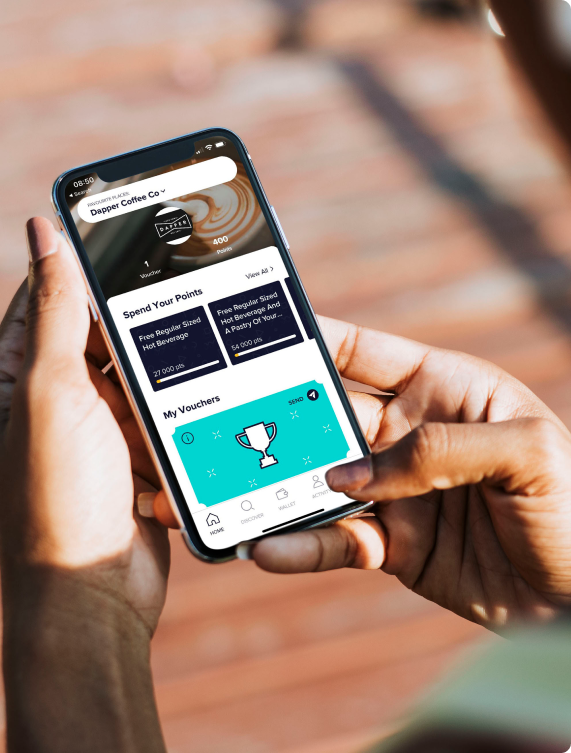 08:50
Search
FAVOURITE PLACES:
Dapper Coffee Co
DAPPER
1
Voucher
400
Points
Spend Your Points
View All >
Free Regular Sized
Hot Beverage
27 000 pts
Free Regular Sized
Hot Beverage And
A Pastry Of Your...
54 000 pts
My Vouchers
SEND
HOME
DISCOVER
WALLET